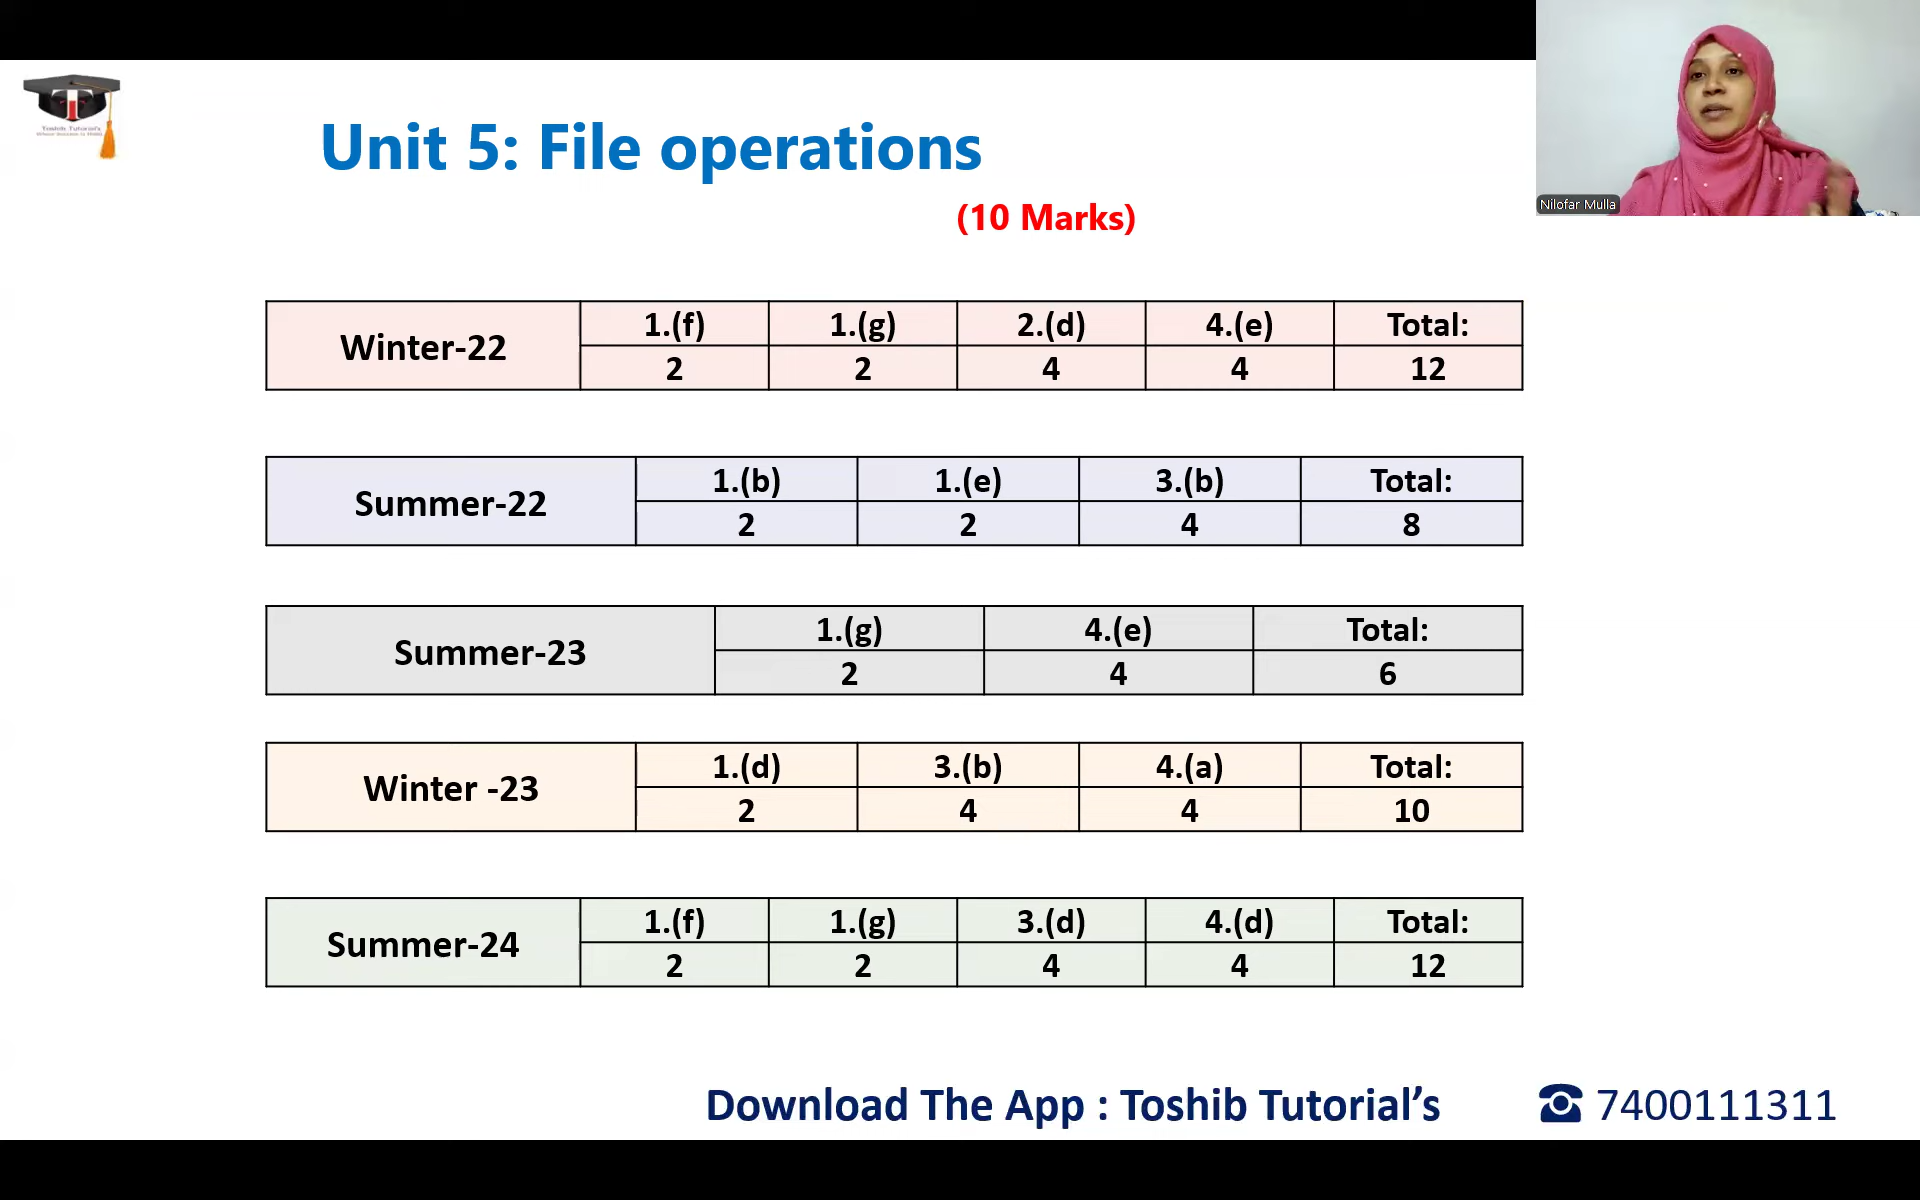 Toshib Tutorial's
Unit 5: File operations
(10 Marks)
Nilofar Mulla
Winter-22 1.(f) 1.(g) 2.(d) 4.(e) Total:
2 2 4 4 12
Summer-22 1.(b) 1.(e) 3.(b) Total:
2 2 4 8
Summer-23 1.(g) 4.(e) Total:
2 4 6
Winter -23 1.(d) 3.(b) 4.(a) Total:
2 4 4 10
Summer-24 1.(f) 1.(g) 3.(d) 4.(d) Total:
2 2 4 4 12
Download The App : Toshib Tutorial’s ☎ 7400111311